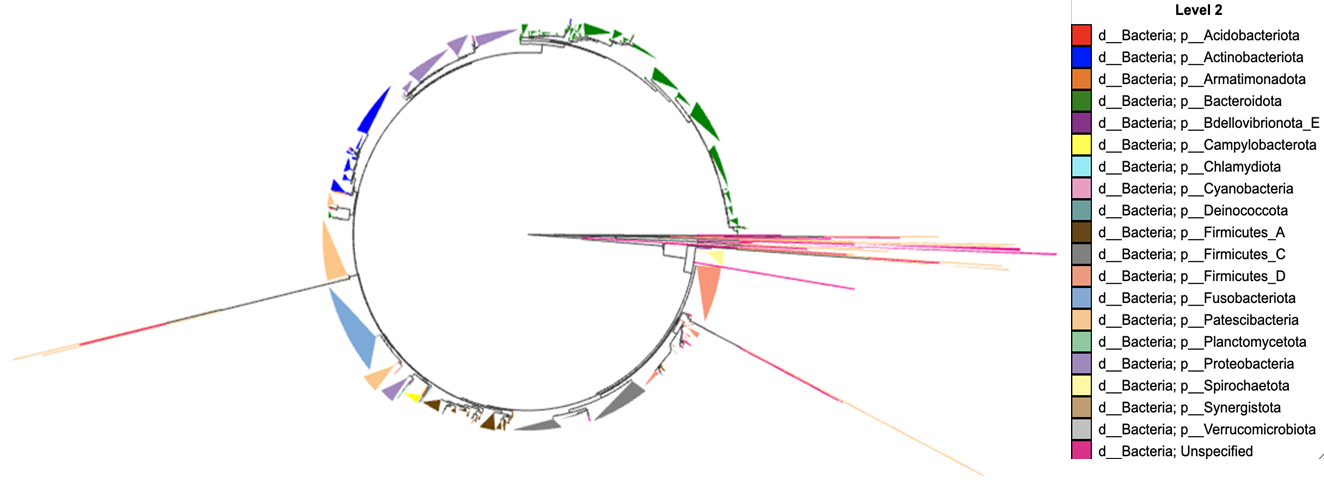 Level 2
d__Bacteria; p__Acidobacteriota
d__Bacteria; p__Actinobacteriota
d__Bacteria; p__Armatimonadota
d__Bacteria; p__Bacteroidota
d__Bacteria; p__Bdellovibrionota_E
d__Bacteria; p__Campylobacterota
d__Bacteria; p__Chlamydiota
d__Bacteria; p__Cyanobacteria
d__Bacteria; p__Deinococcota
d__Bacteria; p__Firmicutes_A
d__Bacteria; p__Firmicutes_C
d__Bacteria; p__Firmicutes_D
d__Bacteria; p__Fusobacteriota
d__Bacteria; p__Patescibacteria
d__Bacteria; p__Planctomycetota
d__Bacteria; p__Proteobacteria
d__Bacteria; p__Spirochaetota
d__Bacteria; p__Synergistota
d__Bacteria; p__Verrucomicrobiota
d__Bacteria; Unspecified